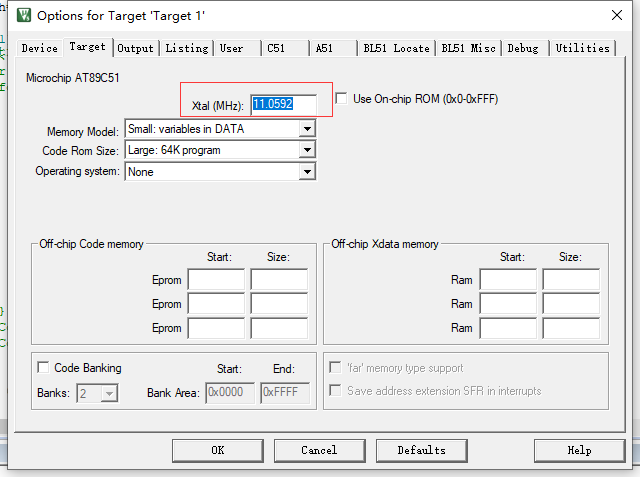 Options for Target 'Target 1'
Device Target Output Listing User C51 A51 BL51 Locate BL51 Misc Debug Utilities
Microchip AT89C51
Xtal (MHz): 11.0592 Use On-chip ROM (0x0-0xFFF)
Memory Model: Small: variables in DATA
Code Rom Size: Large: 64K program
Operating system: None
Off-chip Code memory Off-chip Xdata memory
Start: Size: Start: Size:
Eprom Ram
Eprom Ram
Eprom Ram
Code Banking Start: End: 'far' memory type support
Banks: 2 Bank Area: 0x0000 0xFFFF Save address extension SFR in interrupts
OK Cancel Defaults Help